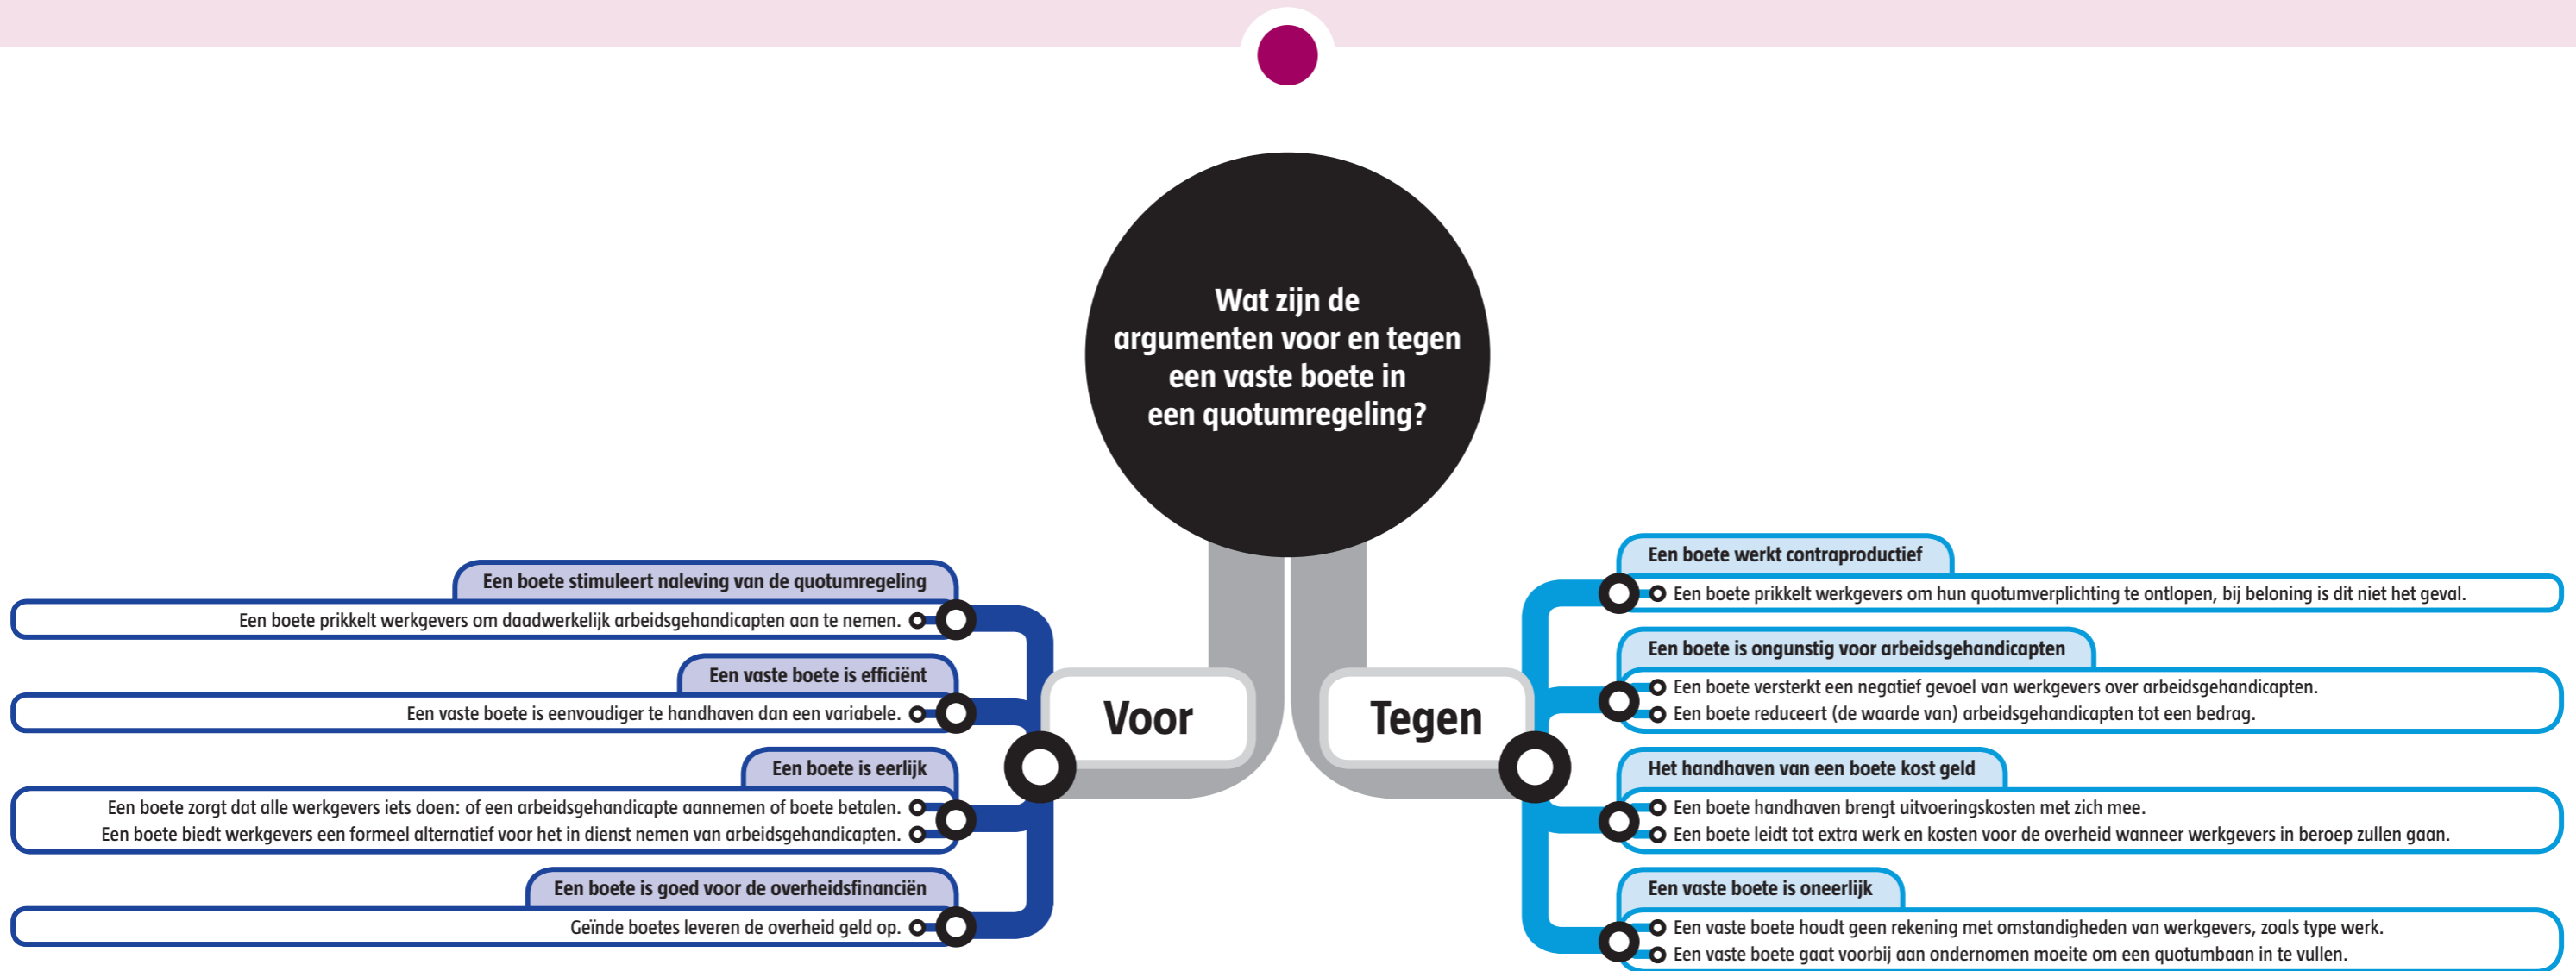 Wat zijn de
argumenten voor en tegen
een vaste boete in
een quotumregeling?
Voor
Een boete stimuleert naleving van de quotumregeling
Een boete prikkelt werkgevers om daadwerkelijk arbeidsgehandicapten aan te nemen.
Een vaste boete is efficiënt
Een vaste boete is eenvoudiger te handhaven dan een variabele.
Een boete is eerlijk
Een boete zorgt dat alle werkgevers iets doen: of een arbeidsgehandicapte aannemen of boete betalen.
Een boete biedt werkgevers een formeel alternatief voor het in dienst nemen van arbeidsgehandicapten.
Een boete is goed voor de overheidsfinanciën
Geïnde boetes leveren de overheid geld op.
Tegen
Een boete werkt contraproductief
Een boete prikkelt werkgevers om hun quotumverplichting te ontlopen, bij beloning is dit niet het geval.
Een boete is ongunstig voor arbeidsgehandicapten
Een boete versterkt een negatief gevoel van werkgevers over arbeidsgehandicapten.
Een boete reduceert (de waarde van) arbeidsgehandicapten tot een bedrag.
Het handhaven van een boete kost geld
Een boete handhaven brengt uitvoeringskosten met zich mee.
Een boete leidt tot extra werk en kosten voor de overheid wanneer werkgevers in beroep zullen gaan.
Een vaste boete is oneerlijk
Een vaste boete houdt geen rekening met omstandigheden van werkgevers, zoals type werk.
Een vaste boete gaat voorbij aan ondernomen moeite om een quotumbaan in te vullen.